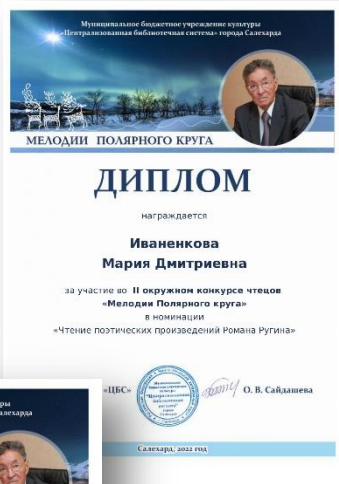 Муниципальное бюджетное учреждение культуры
«Централизованная библиотечная система» города Салехарда
МЕЛОДИИ ПОЛЯРНОГО КРУГА
ДИПЛОМ
награждается
Иваненкова
Мария Дмитриевна
за участие во II окружном конкурсе чтецов
«Мелодии Полярного круга»
в номинации
«Чтение поэтических произведений Романа Ругина»
«ЦБС» О. В. Сайдашева
Салехард, 2022 год
ры
алехарда